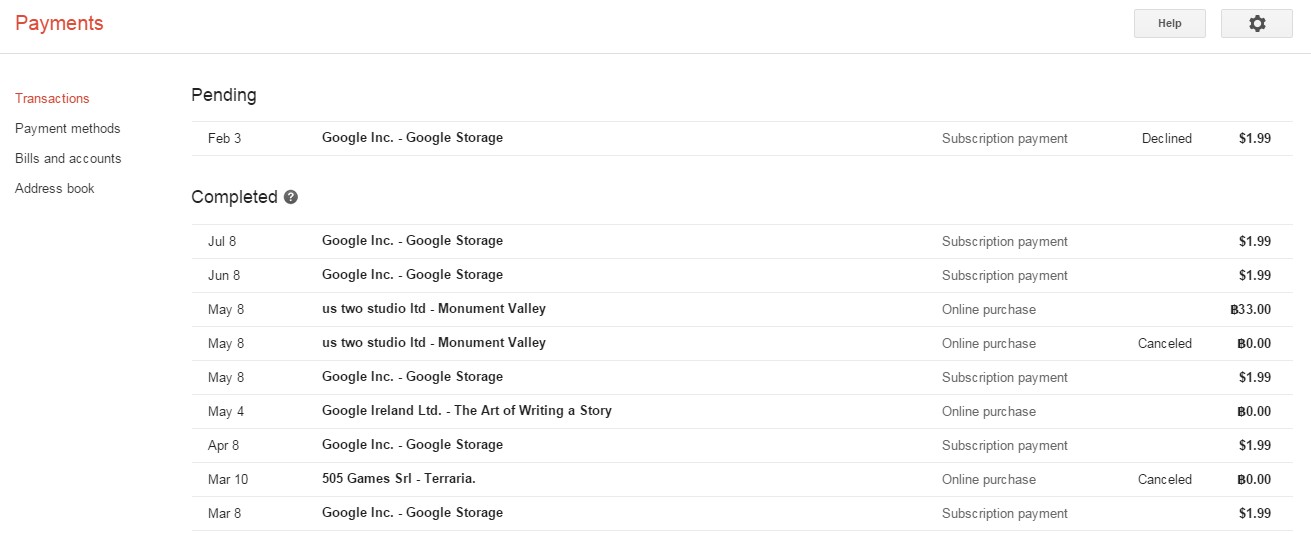 Payments
Help
Transactions
Payment methods
Bills and accounts
Address book
Pending
Feb 3 Google Inc. - Google Storage Subscription payment Declined $1.99
Completed ?
Jul 8 Google Inc. - Google Storage Subscription payment $1.99
Jun 8 Google Inc. - Google Storage Subscription payment $1.99
May 8 us two studio ltd - Monument Valley Online purchase ฿33.00
May 8 us two studio ltd - Monument Valley Online purchase Canceled ฿0.00
May 8 Google Inc. - Google Storage Subscription payment $1.99
May 4 Google Ireland Ltd. - The Art of Writing a Story Online purchase ฿0.00
Apr 8 Google Inc. - Google Storage Subscription payment $1.99
Mar 10 505 Games Srl - Terraria. Online purchase Canceled ฿0.00
Mar 8 Google Inc. - Google Storage Subscription payment $1.99